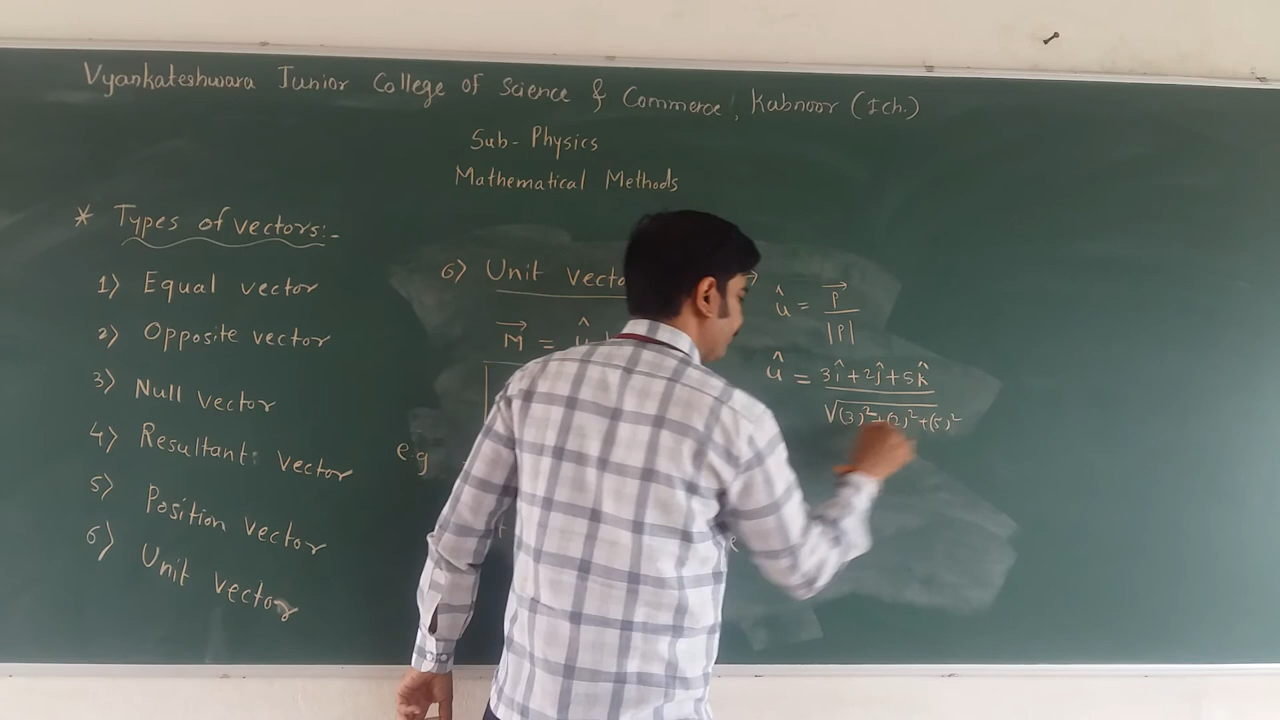 Vyankateshwara Junior College of Science & Commerce, Kabnoor (Ich.)
Sub- Physics
Mathematical Methods
* Types of vectors:-
1) Equal vector
2) Opposite vector
3) Null vector
4) Resultant vector
5) Position vector
6) Unit vector
6) Unit vecto
M⃗ = û
eg
û = P⃗ / |P|
û = 3î+2ĵ+5k̂ / √(3)²+(2)²+(5)²